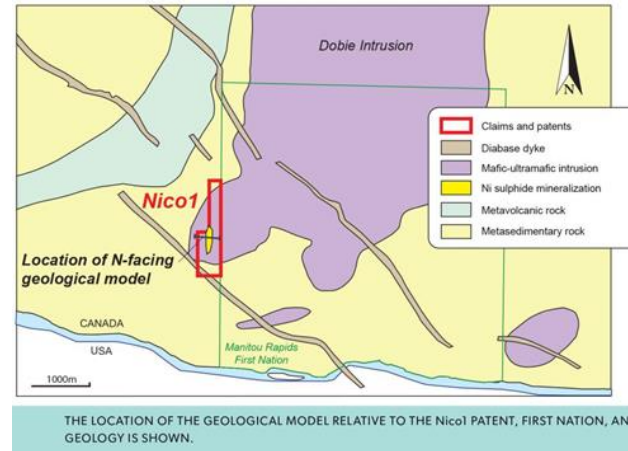 Dobie Intrusion
N
Claims and patents
Diabase dyke
Mafic-ultramafic intrusion
Ni sulphide mineralization
Metavolcanic rock
Metasedimentary rock
Nico1
Location of N-facing
geological model
CANADA
USA
Manitou Rapids
First Nation
1000m
THE LOCATION OF THE GEOLOGICAL MODEL RELATIVE TO THE Nico1 PATENT, FIRST NATION, AN
GEOLOGY IS SHOWN.